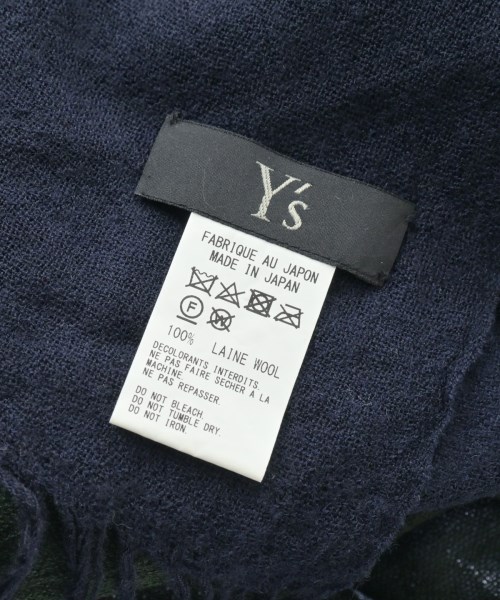 Y's
FABRIQUE AU JAPON
MADE IN JAPAN
F W
100% LAINE WOOL
DECOLORANTS INTERDITS.
NE PAS FAIRE SECHER A LA
MACHINE.
NE PAS REPASSER.
DO NOT BLEACH.
DO NOT TUMBLE DRY.
DO NOT IRON.